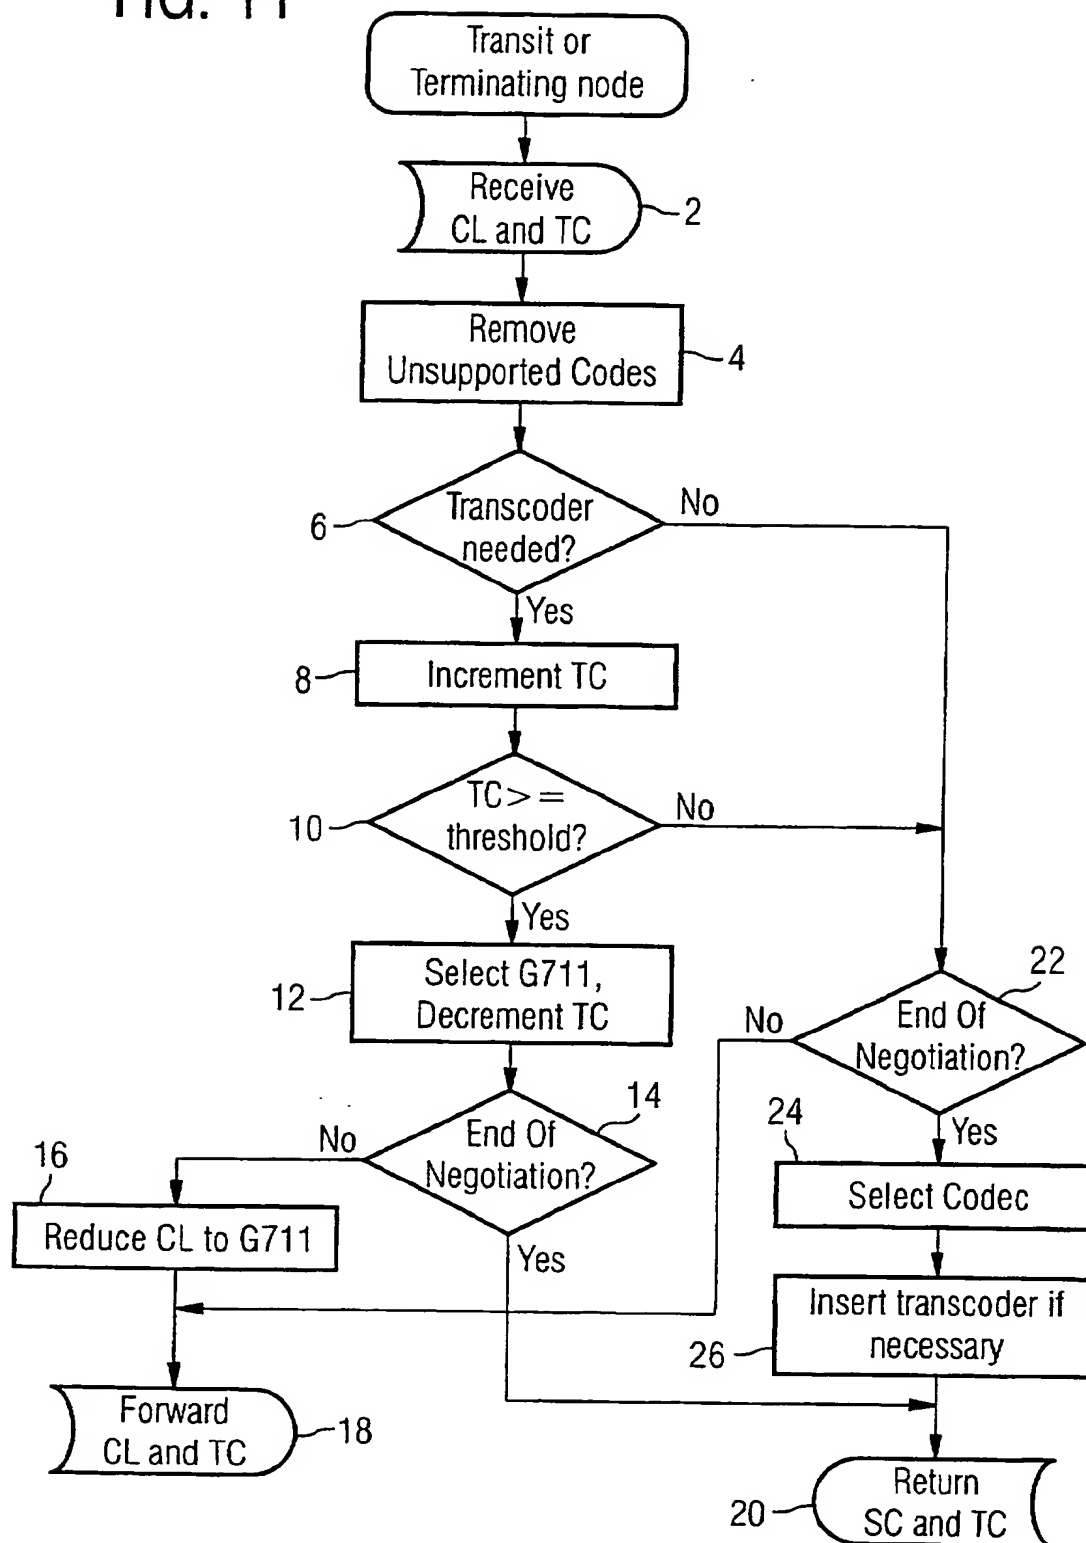 FIG. 11
Transit or
Terminating node
Receive
CL and TC
2
Remove
Unsupported Codes
4
Transcoder
needed?
6
No
Yes
Increment TC
8
TC>=
threshold?
10
No
Yes
Select G711,
Decrement TC
12
End Of
Negotiation?
22
No
Yes
End Of
Negotiation?
14
No
Yes
16
Reduce CL to G711
24
Select Codec
Insert transcoder if
necessary
26
Forward
CL and TC
18
Return
SC and TC
20